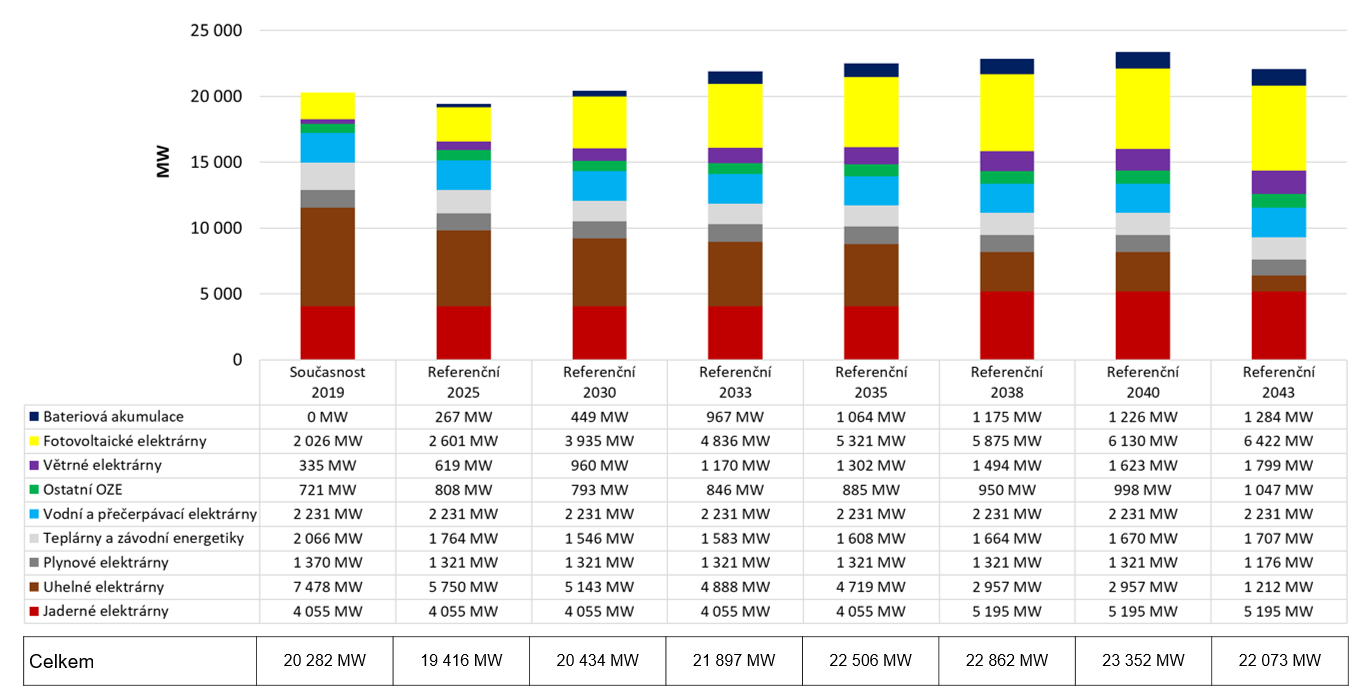 25 000
20 000
15 000
10 000
5 000
0
MW
Současnost 2019 Referenční 2025 Referenční 2030 Referenční 2033 Referenční 2035 Referenční 2038 Referenční 2040 Referenční 2043
Bateriová akumulace 0 MW 267 MW 449 MW 967 MW 1 064 MW 1 175 MW 1 226 MW 1 284 MW
Fotovoltaické elektrárny 2 026 MW 2 601 MW 3 935 MW 4 836 MW 5 321 MW 5 875 MW 6 130 MW 6 422 MW
Větrné elektrárny 335 MW 619 MW 960 MW 1 170 MW 1 302 MW 1 494 MW 1 623 MW 1 799 MW
Ostatní OZE 721 MW 808 MW 793 MW 846 MW 885 MW 950 MW 998 MW 1 047 MW
Vodní a přečerpávací elektrárny 2 231 MW 2 231 MW 2 231 MW 2 231 MW 2 231 MW 2 231 MW 2 231 MW 2 231 MW
Teplárny a závodní energetiky 2 066 MW 1 764 MW 1 546 MW 1 583 MW 1 608 MW 1 664 MW 1 670 MW 1 707 MW
Plynové elektrárny 1 370 MW 1 321 MW 1 321 MW 1 321 MW 1 321 MW 1 321 MW 1 321 MW 1 176 MW
Uhelné elektrárny 7 478 MW 5 750 MW 5 143 MW 4 888 MW 4 719 MW 2 957 MW 2 957 MW 1 212 MW
Jaderné elektrárny 4 055 MW 4 055 MW 4 055 MW 4 055 MW 4 055 MW 5 195 MW 5 195 MW 5 195 MW
Celkem 20 282 MW 19 416 MW 20 434 MW 21 897 MW 22 506 MW 22 862 MW 23 352 MW 22 073 MW